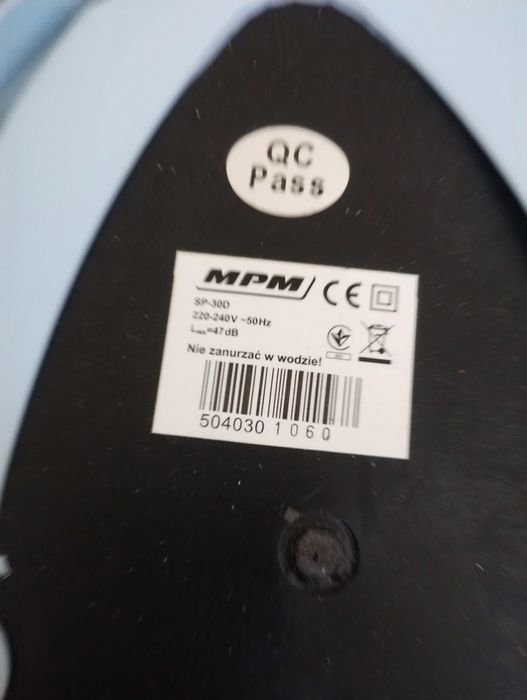 QC
Pass
MPM CE
SP-30D
220-240V ~50Hz
LWA=47dB
Nie zanurzać w wodzie!
504030 1060